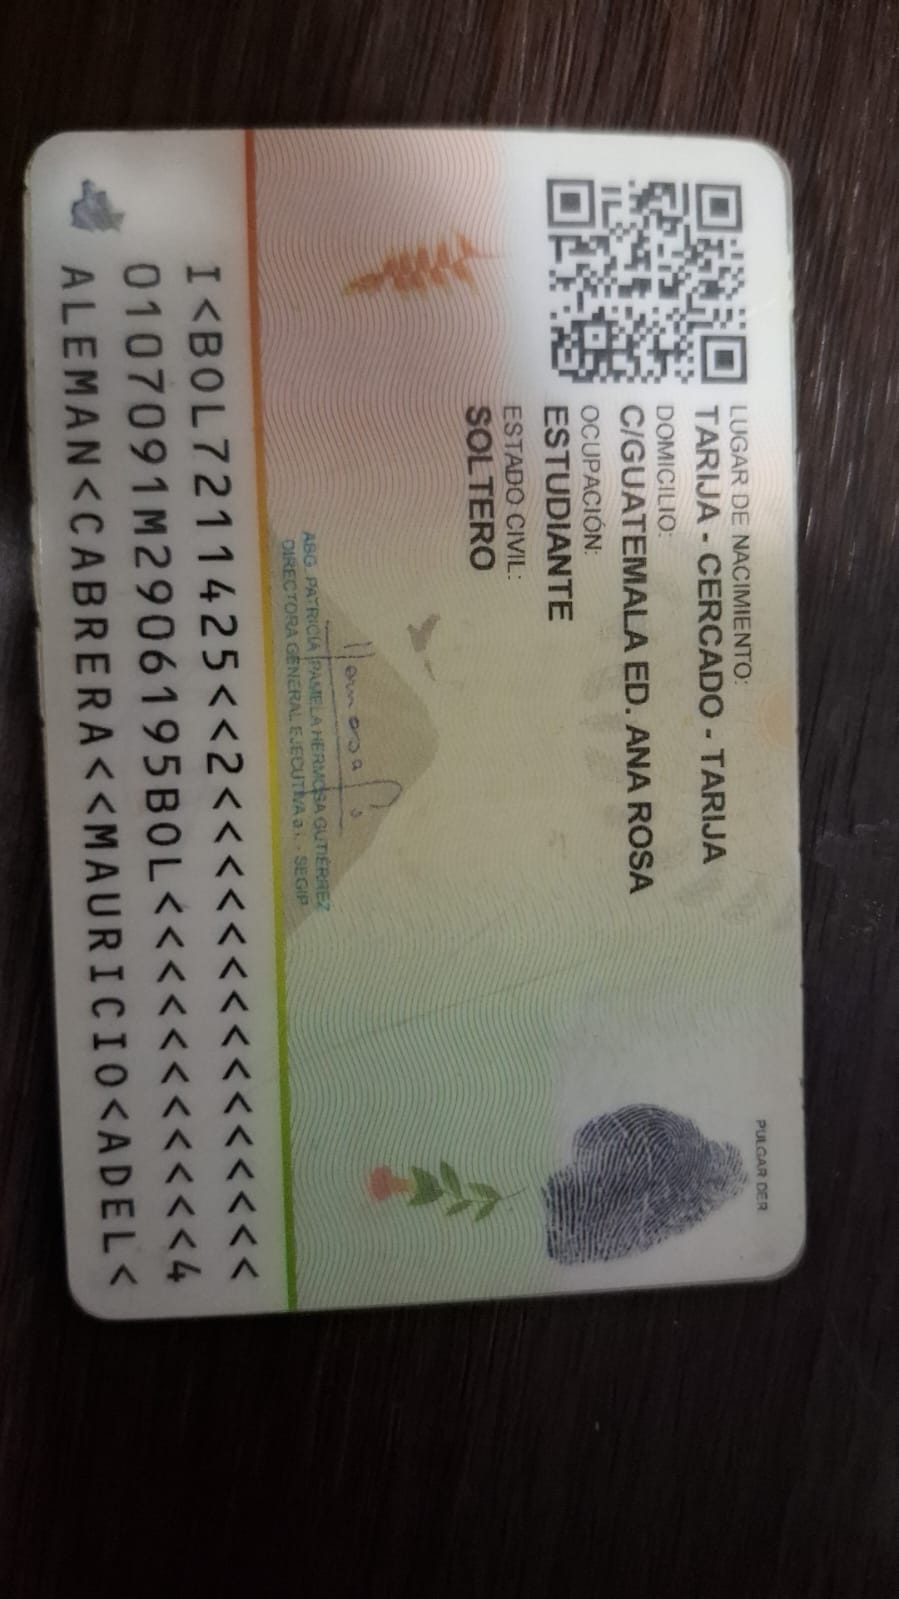 LUGAR DE NACIMIENTO:
TARIJA - CERCADO - TARIJA
DOMICILIO:
C/GUATEMALA ED. ANA ROSA
OCUPACIÓN:
ESTUDIANTE
ESTADO CIVIL:
SOLTERO
PULGAR DER
ABG. PATRICIA PAMELA HERMOSA GUTIÉRREZ
DIRECTORA GENERAL EJECUTIVA a.i. - SEGIP
I<BOL7211425<<2<<<<<<<<<<<<<<<
0107091M2906195BOL<<<<<<<<<<<4
ALEMAN<CABRERA<<MAURICIO<ADEL<